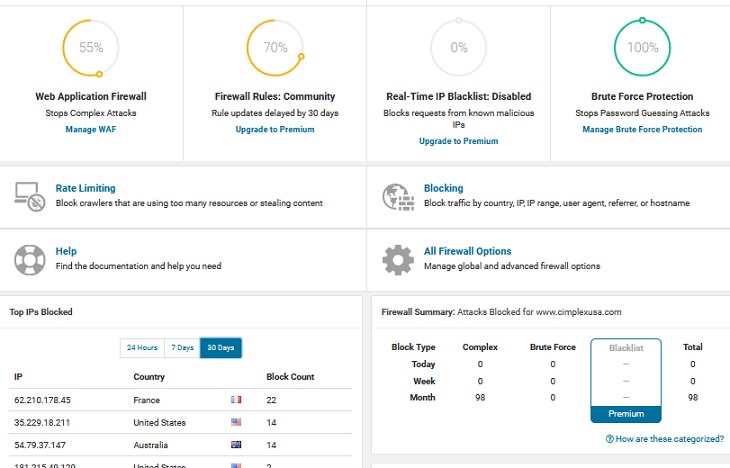 55%
70%
0%
100%
Web Application Firewall
Stops Complex Attacks
Manage WAF
Firewall Rules: Community
Rule updates delayed by 30 days
Upgrade to Premium
Real-Time IP Blacklist: Disabled
Blocks requests from known malicious
IPs
Upgrade to Premium
Brute Force Protection
Stops Password Guessing Attacks
Manage Brute Force Protection
Rate Limiting
Block crawlers that are using too many resources or stealing content
Blocking
Block traffic by country, IP, IP range, user agent, referrer, or hostname
Help
Find the documentation and help you need
All Firewall Options
Manage global and advanced firewall options
Top IPs Blocked
24 Hours 7 Days 30 Days
IP Country Block Count
62.210.178.45 France 22
35.229.18.211 United States 14
54.79.37.147 Australia 14
181.215.49.129 United States 2
Firewall Summary: Attacks Blocked for www.cimplexusa.com
Block Type Complex Brute Force Blacklist Total
Today 0 0 — 0
Week 0 0 — 0
Month 98 0 — 98
Premium
How are these categorized?